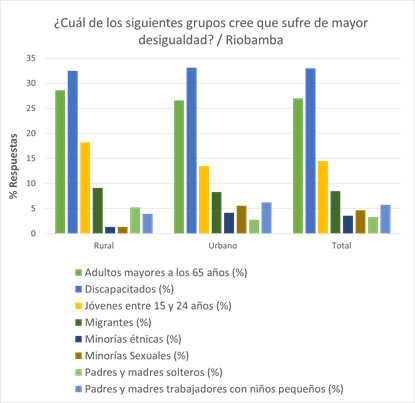 ¿Cuál de los siguientes grupos cree que sufre de mayor
desigualdad? / Riobamba
% Respuestas
35
30
25
20
15
10
5
0
Rural
Urbano
Total
Adultos mayores a los 65 años (%)
Discapacitados (%)
Jóvenes entre 15 y 24 años (%)
Migrantes (%)
Minorías étnicas (%)
Minorías Sexuales (%)
Padres y madres solteros (%)
Padres y madres trabajadores con niños pequeños (%)